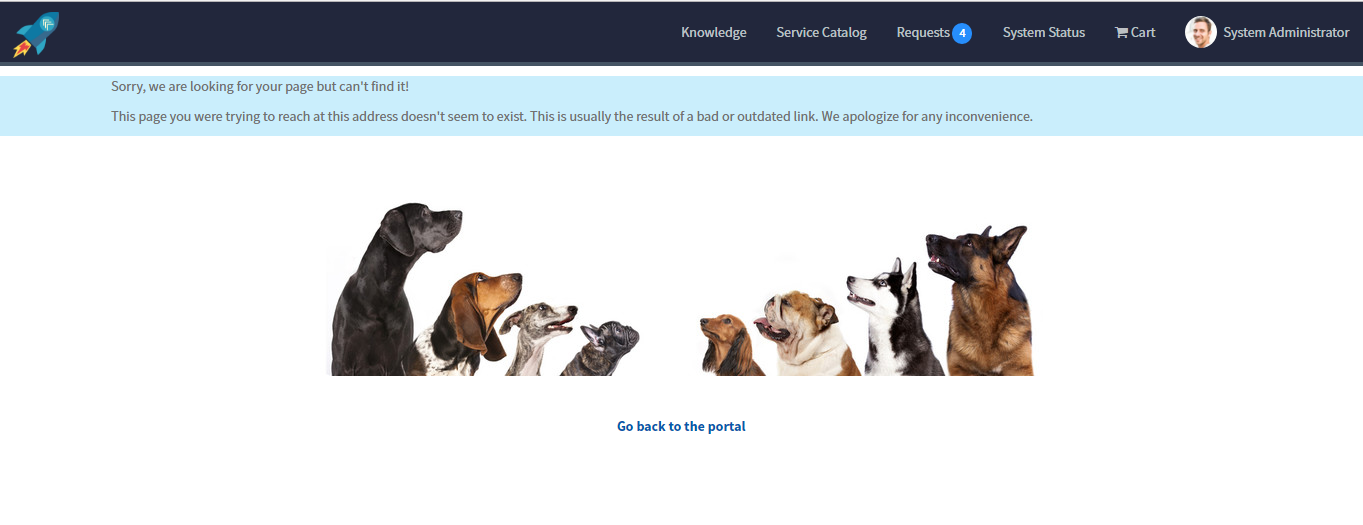 Knowledge Service Catalog Requests 4 System Status Cart System Administrator
Sorry, we are looking for your page but can't find it!
This page you were trying to reach at this address doesn't seem to exist. This is usually the result of a bad or outdated link. We apologize for any inconvenience.
Go back to the portal